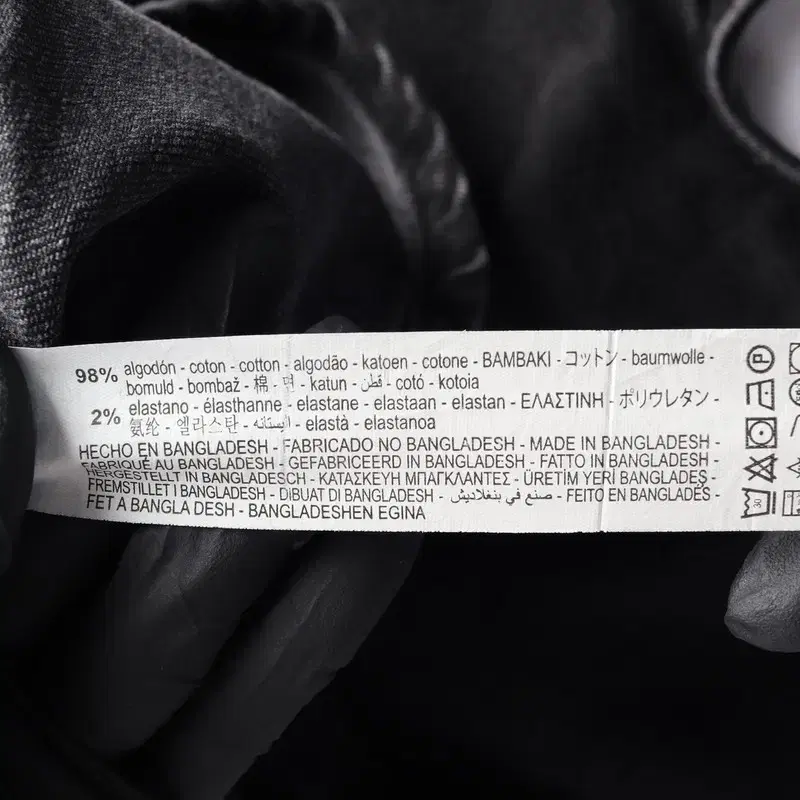 98% algodón - coton - cotton - algodão - katoen - cotone - BAMBAKI - コットン - baumwolle -
bomuld - bombaž - 棉 - 면 - katun - قطن - cotó - kotoia
2% elastano - élasthanne - elastane - elastaan - elastan - ΕΛΑΣΤΙΝΗ - ポリウレタン -
氨纶 - 엘라스탄 - ايلستانه - elastà - elastanoa
HECHO EN BANGLADESH - FABRICADO NO BANGLADESH - MADE IN BANGLADESH -
FABRIQUÉ AU BANGLADESH - GEFABRICEERD IN BANGLADESH - FATTO IN BANGLADESH -
HERGESTELLT IN BANGLADESCH - ΚΑΤΑΣΚΕΥΗ ΜΠΑΓΚΛΑΝΤΕΣ - ÜRETİM YERİ BANGLADEŞ -
FREMSTILLET I BANGLADESH - DIBUAT DI BANGLADESH - صنع في بنغلاديش - FEITO EN BANGLADÉS -
FET A BANGLA DESH - BANGLADESHEN EGINA
P
30